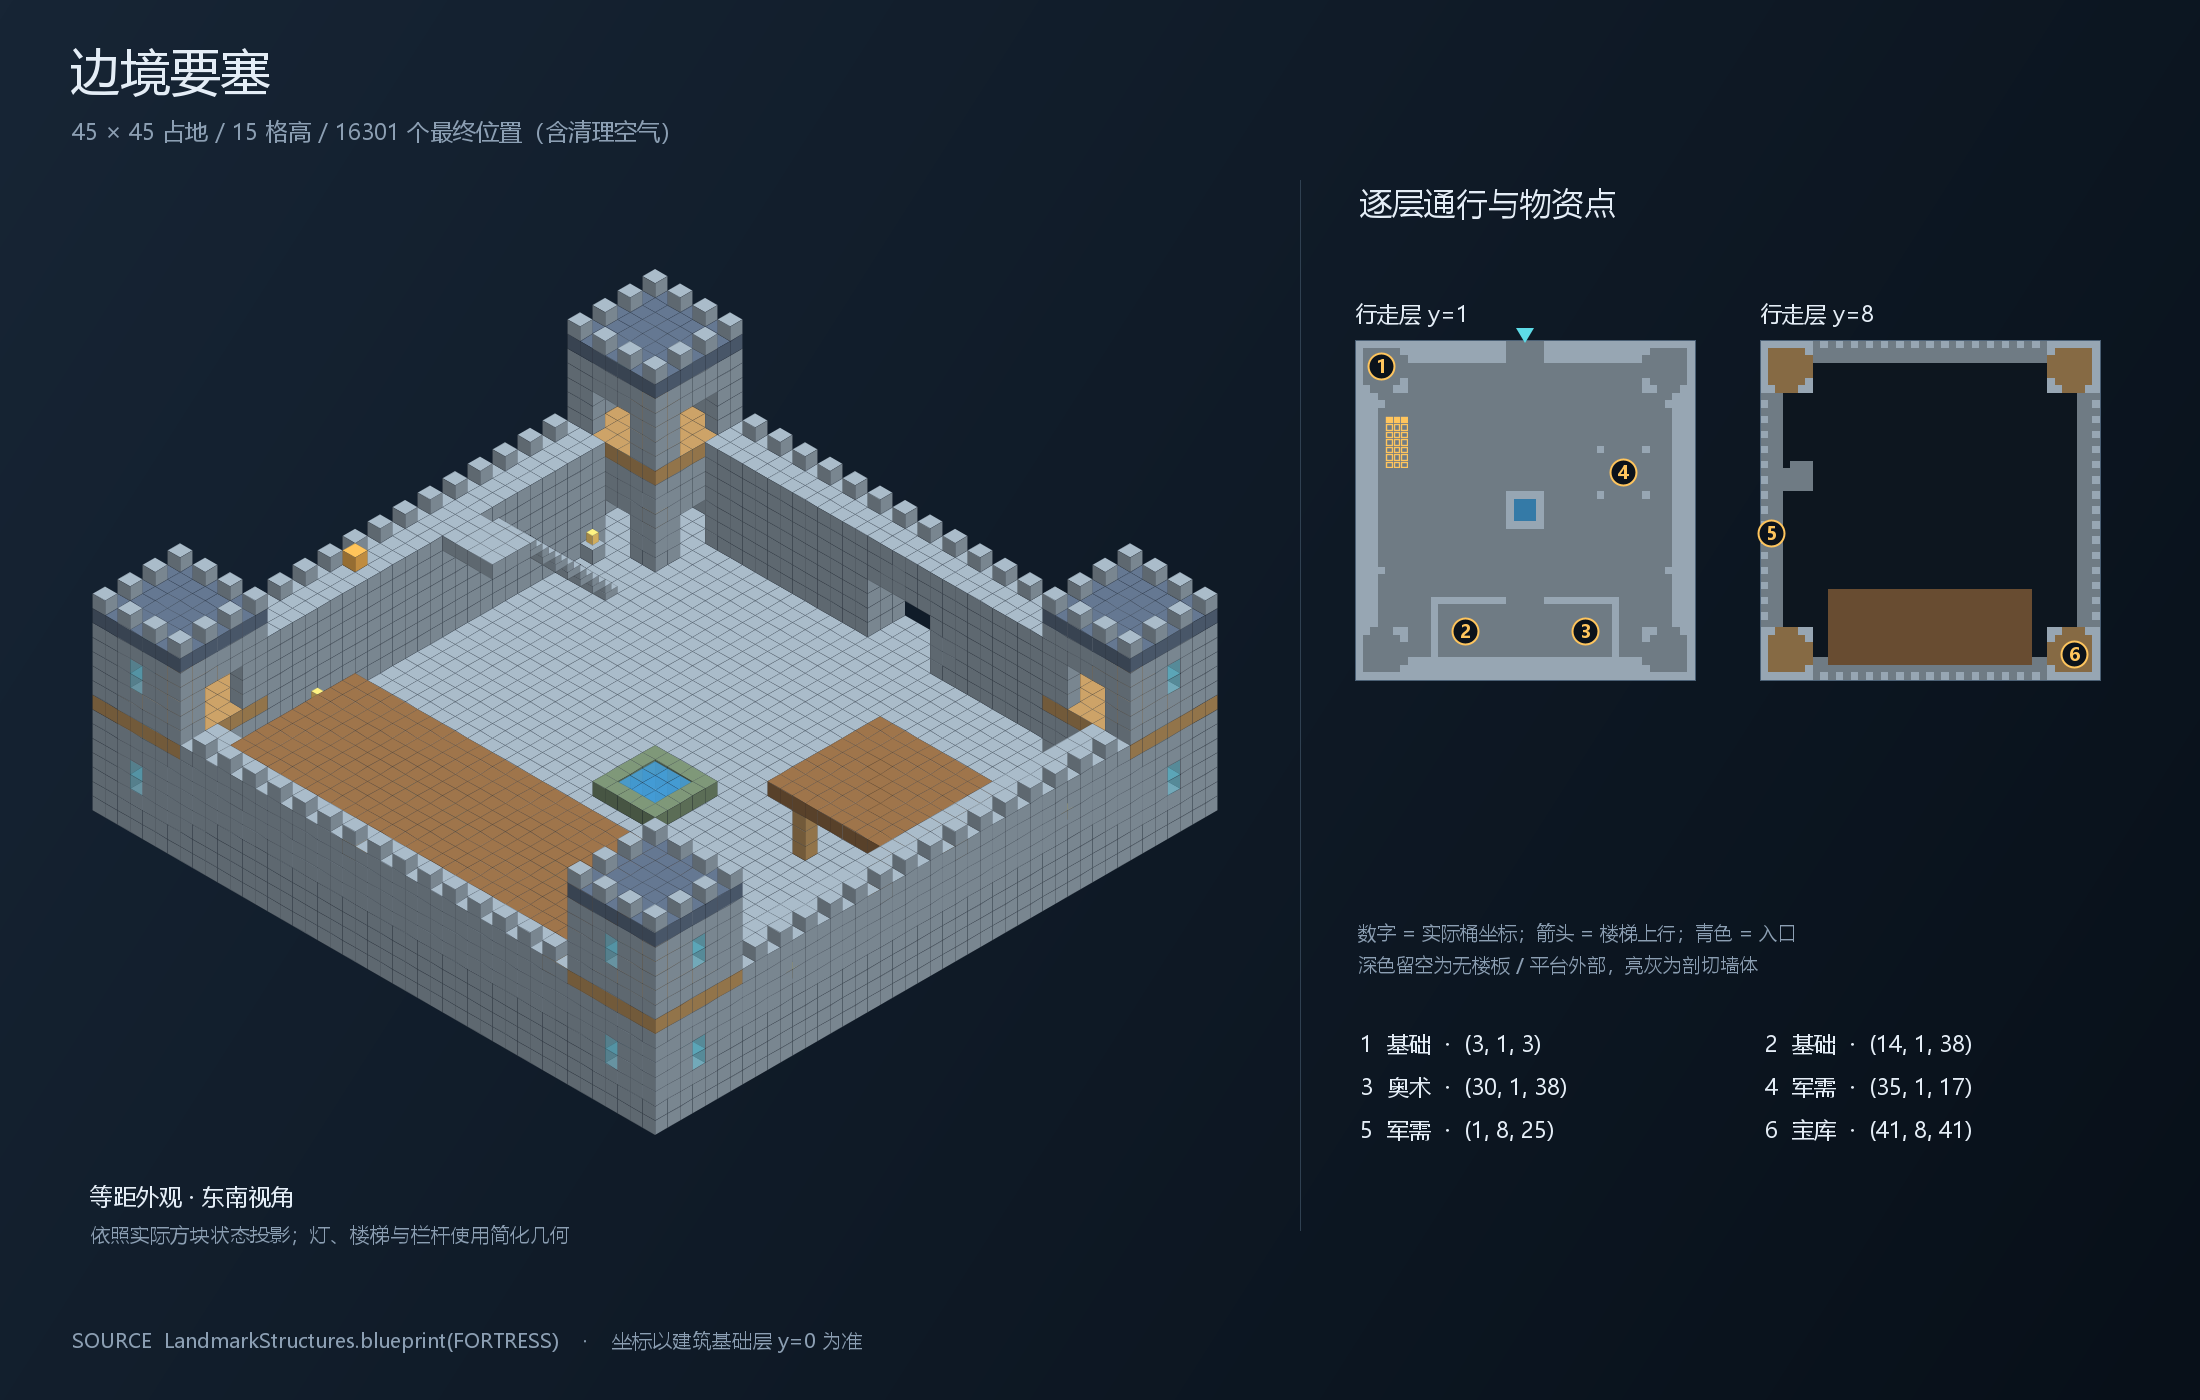 边境要塞
45 × 45 占地 / 15 格高 / 16301 个最终位置（含清理空气）
逐层通行与物资点
行走层 y=1
行走层 y=8
1
4
5
2
3
6
数字 = 实际桶坐标；箭头 = 楼梯上行；青色 = 入口
深色留空为无楼板 / 平台外部，亮灰为剖切墙体
1 基础 · (3, 1, 3)
2 基础 · (14, 1, 38)
3 奥术 · (30, 1, 38)
4 军需 · (35, 1, 17)
5 军需 · (1, 8, 25)
6 宝库 · (41, 8, 41)
等距外观 · 东南视角
依照实际方块状态投影；灯、楼梯与栏杆使用简化几何
SOURCE LandmarkStructures.blueprint(FORTRESS) · 坐标以建筑基础层 y=0 为准